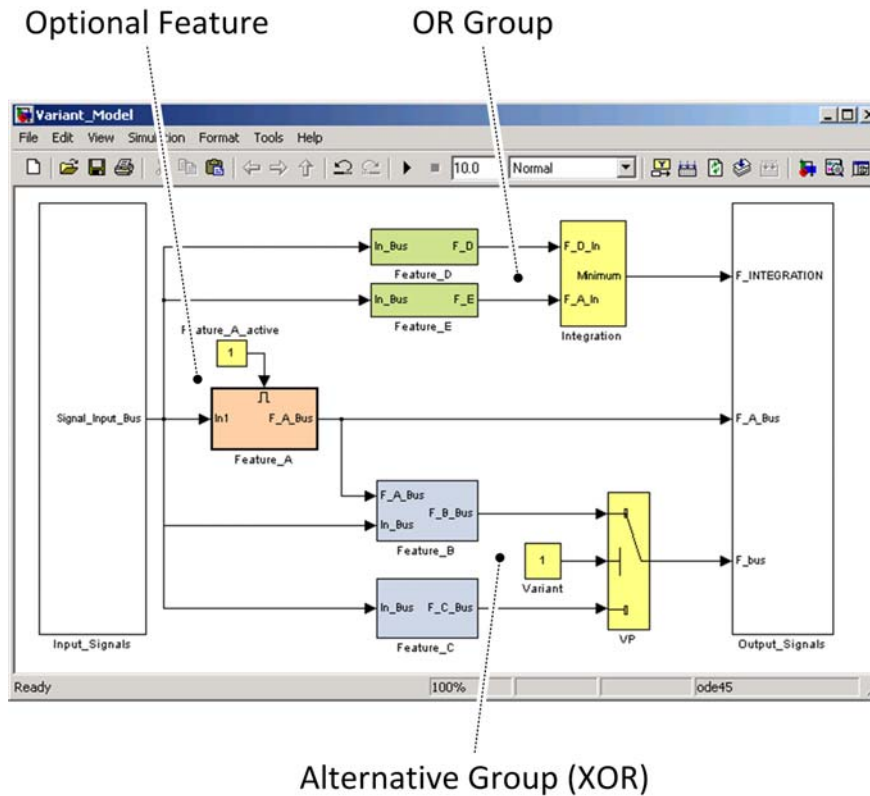 Optional Feature
OR Group
Variant_Model
File Edit View Simulation Format Tools Help
10.0 Normal
In_Bus F_D
Feature_D
In_Bus F_E
Feature_E
F_D_In
Minimum
F_A_In
Integration
F_INTEGRATION
Feature_A_active
1
Signal_Input_Bus
In1 F_A_Bus
Feature_A
F_A_Bus
F_A_Bus
F_B_Bus
In_Bus
Feature_B
1
Variant
F_bus
In_Bus F_C_Bus
Feature_C
VP
Input_Signals
Output_Signals
Ready 100% ode45
Alternative Group (XOR)